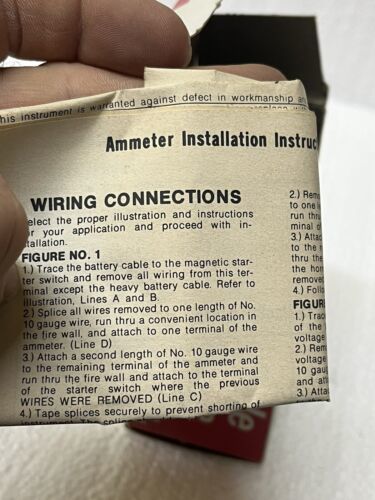 his instrument is warranted against defect in workmanship an
Ammeter Installation Instruc
WIRING CONNECTIONS
elect the proper illustration and instructions
or your application and proceed with in-
tallation.
FIGURE NO. 1
1.) Trace the battery cable to the magnetic star-
ter switch and remove all wiring from this ter-
minal except the heavy battery cable. Refer to
illustration, Lines A and B.
2.) Splice all wires removed to one length of No.
10 gauge wire, run thru a convenient location in
the fire wall, and attach to one terminal of the
ammeter. (Line D)
3.) Attach a second length of No. 10 gauge wire
to the remaining terminal of the ammeter and
run thru the fire wall and attach to the terminal
of the starter switch where the previous
WIRES WERE REMOVED (Line C)
4.) Tape splices securely to prevent shorting of
2.) Rem
to one l
run thru
minal o
3.) Attac
to the
thru the
the hor
remove
4.) Follo
FIGUR
1.) Trac
of the
voltage
2.) Rem
10 gaug
and att
3.) Atta